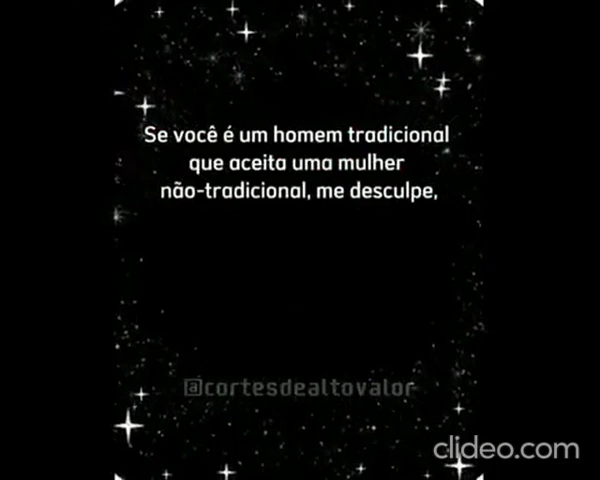 Se você é um homem tradicional
que aceita uma mulher
não-tradicional, me desculpe,
@cortesdealtovalor
clideo.com